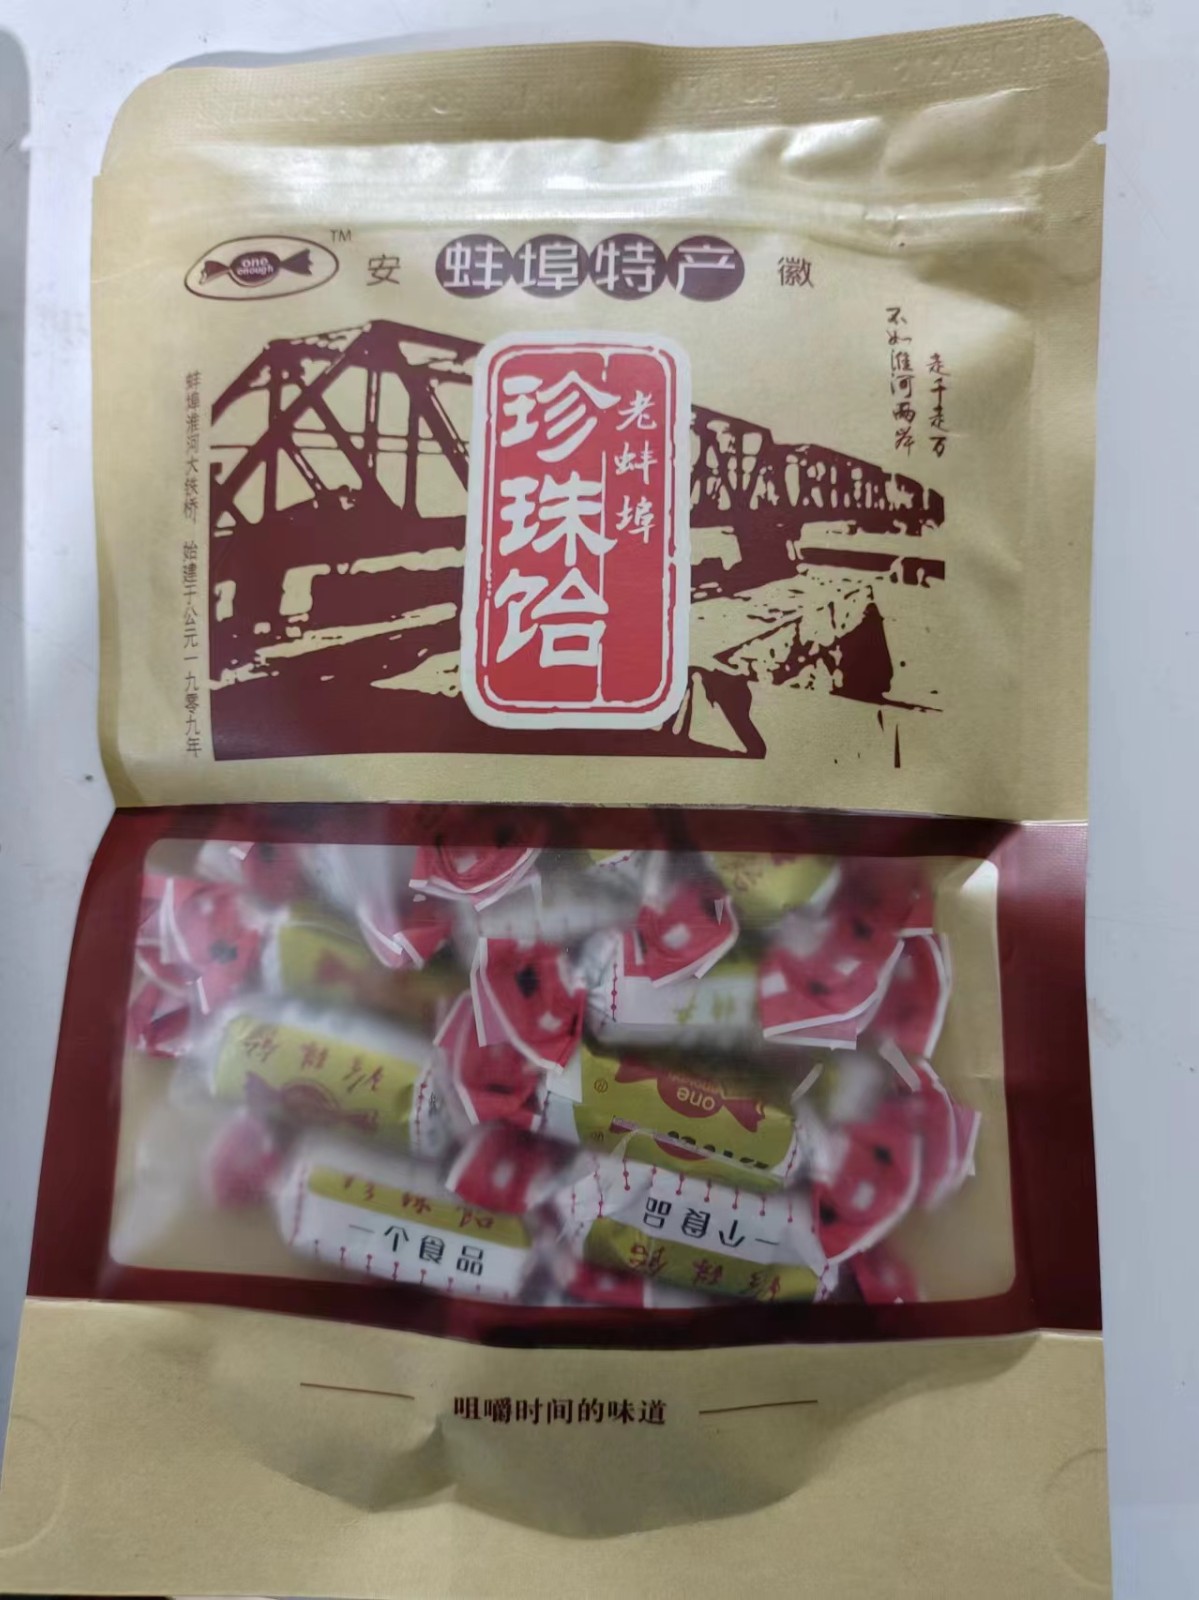 one
enough
TM
安
蚌埠特产
徽
不如淮河两岸
走千走万
老蚌埠
珍珠饴
蚌埠淮河大铁桥 始建于公元一九零九年
珍珠饴
one
一个食品
一个食品
珍珠饴
咀嚼时间的味道